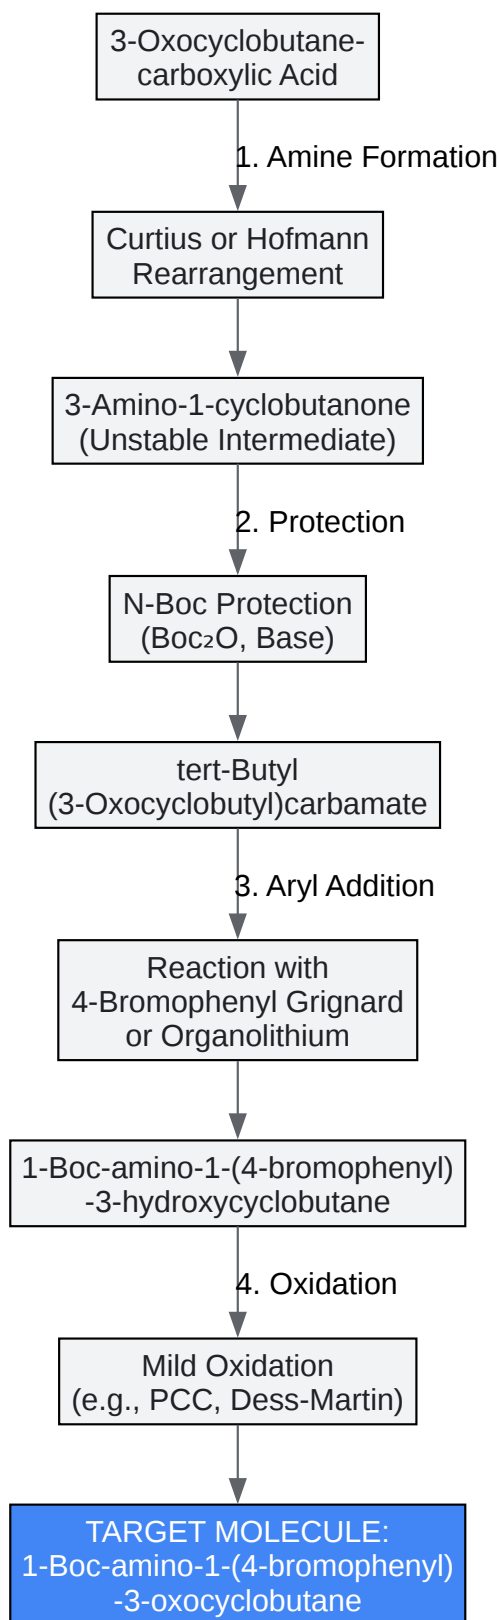 3-Oxocyclobutane-
carboxylic Acid
1. Amine Formation
Curtius or Hofmann
Rearrangement
3-Amino-1-cyclobutanone
(Unstable Intermediate)
2. Protection
N-Boc Protection
(Boc₂O, Base)
tert-Butyl
(3-Oxocyclobutyl)carbamate
3. Aryl Addition
Reaction with
4-Bromophenyl Grignard
or Organolithium
1-Boc-amino-1-(4-bromophenyl)
-3-hydroxycyclobutane
4. Oxidation
Mild Oxidation
(e.g., PCC, Dess-Martin)
TARGET MOLECULE:
1-Boc-amino-1-(4-bromophenyl)
-3-oxocyclobutane